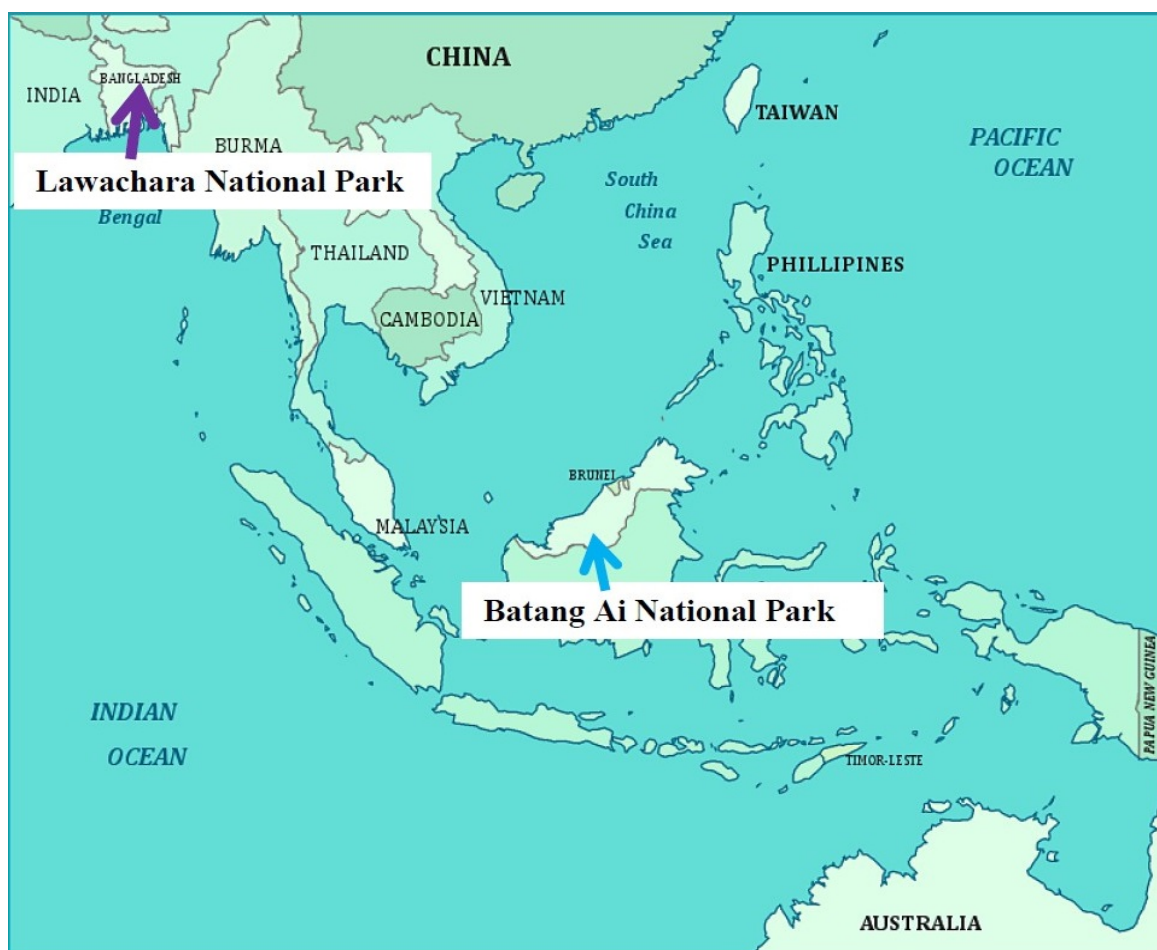 CHINA
BANGLADESH
INDIA
TAIWAN
PACIFIC
OCEAN
BURMA
Lawachara National Park
Bengal
South
China
Sea
THAILAND
PHILLIPINES
VIETNAM
CAMBODIA
BRUNEI
MALAYSIA
Batang Ai National Park
INDIAN
OCEAN
PAPUA NEW GUINEA
TIMOR-LESTE
AUSTRALIA